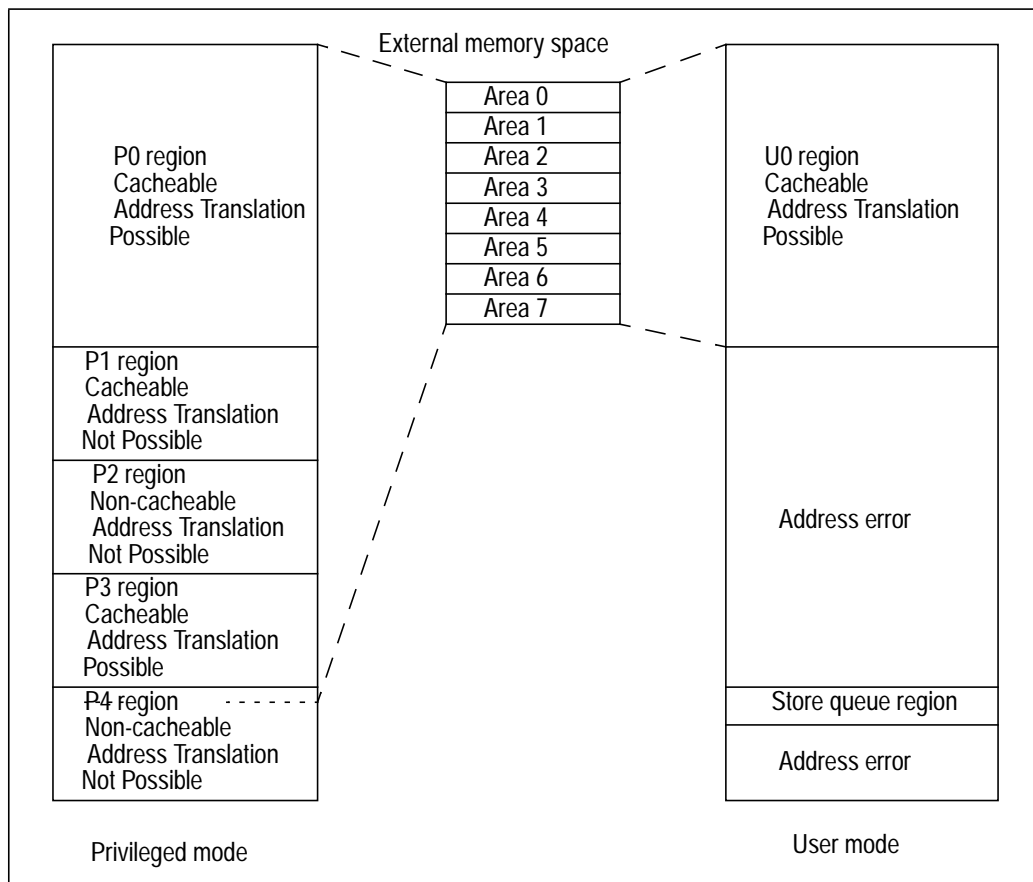 External memory space
P0 region
Cacheable
Address Translation
Possible
P1 region
Cacheable
Address Translation
Not Possible
P2 region
Non-cacheable
Address Translation
Not Possible
P3 region
Cacheable
Address Translation
Possible
P4 region
Non-cacheable
Address Translation
Not Possible
Privileged mode
Area 0
Area 1
Area 2
Area 3
Area 4
Area 5
Area 6
Area 7
U0 region
Cacheable
Address Translation
Possible
Address error
Store queue region
Address error
User mode